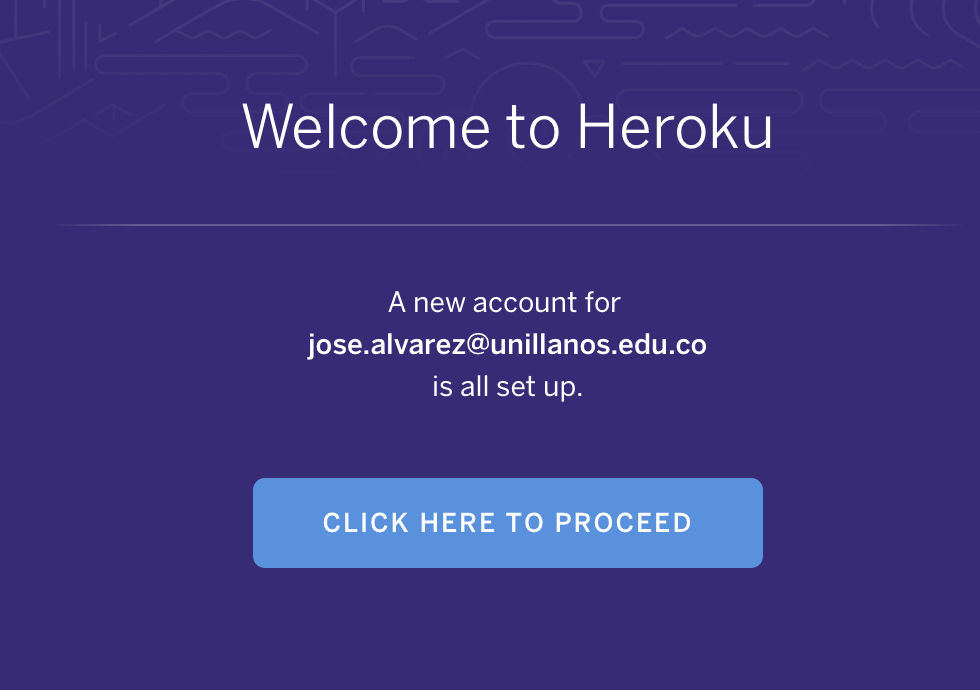 Welcome to Heroku
A new account for
jose.alvarez@unillanos.edu.co
is all set up.
CLICK HERE TO PROCEED